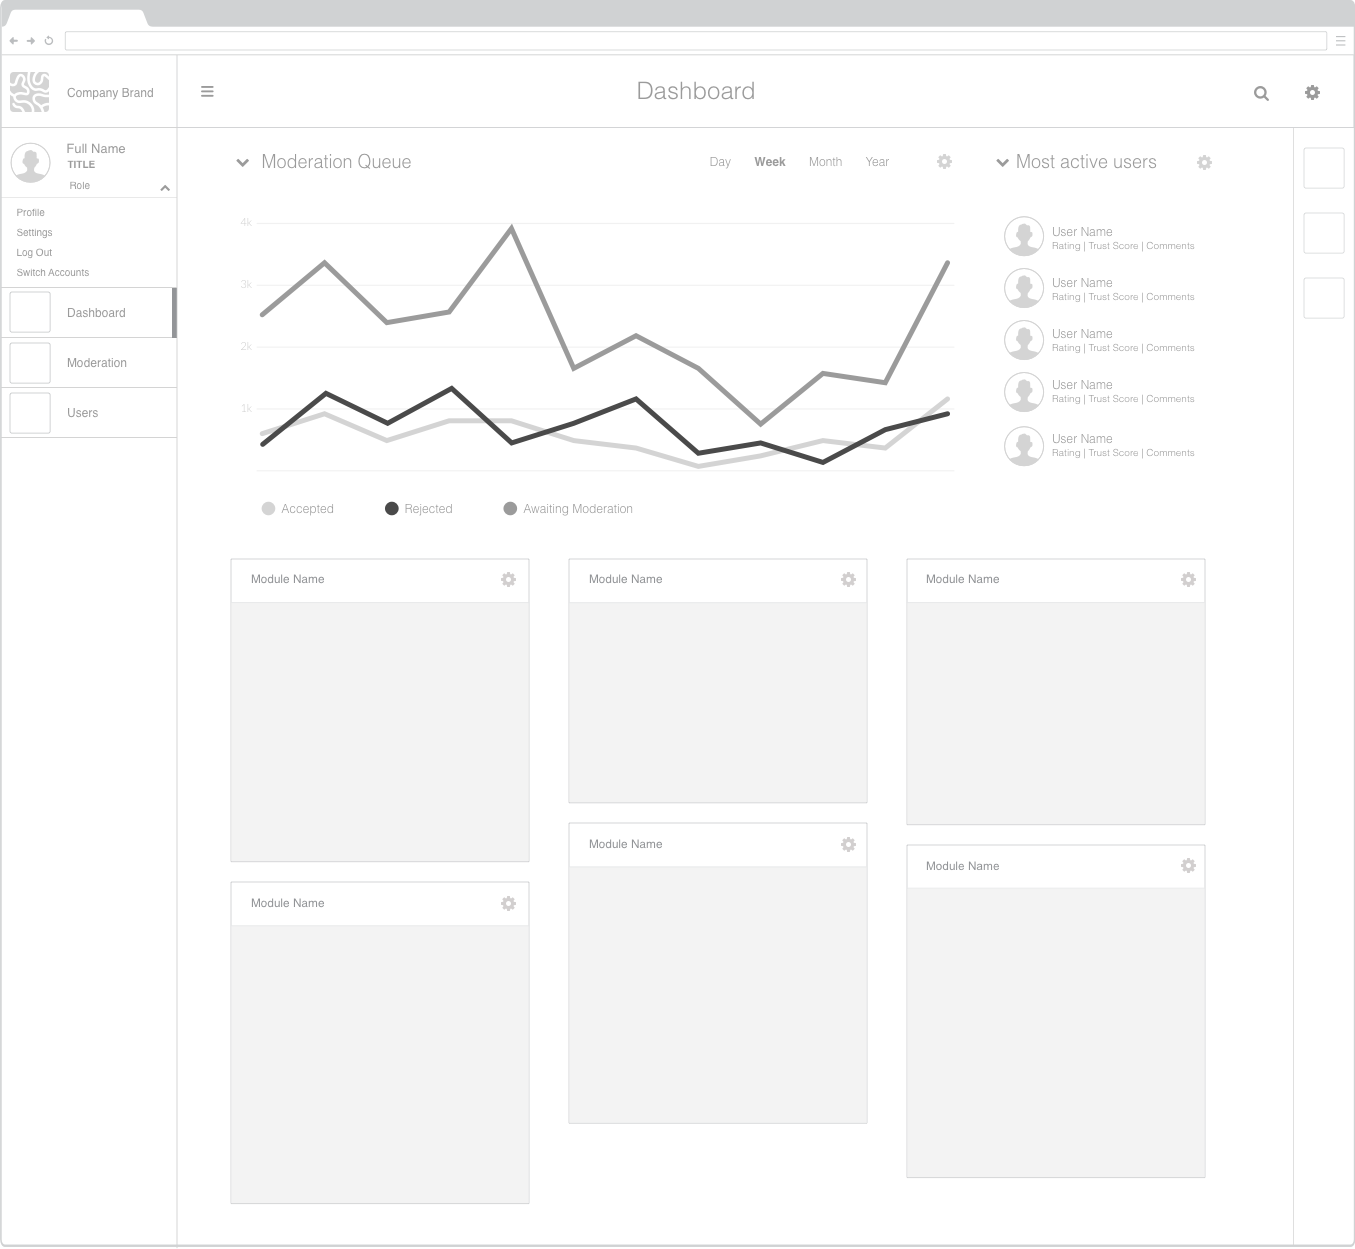 Company Brand
Dashboard
Full Name
TITLE
Role
Profile
Settings
Log Out
Switch Accounts
Dashboard
Moderation
Users
Moderation Queue
Day Week Month Year
4k
3k
2k
1k
Accepted Rejected Awaiting Moderation
Most active users
User Name
Rating | Trust Score | Comments
User Name
Rating | Trust Score | Comments
User Name
Rating | Trust Score | Comments
User Name
Rating | Trust Score | Comments
User Name
Rating | Trust Score | Comments
Module Name
Module Name
Module Name
Module Name
Module Name
Module Name